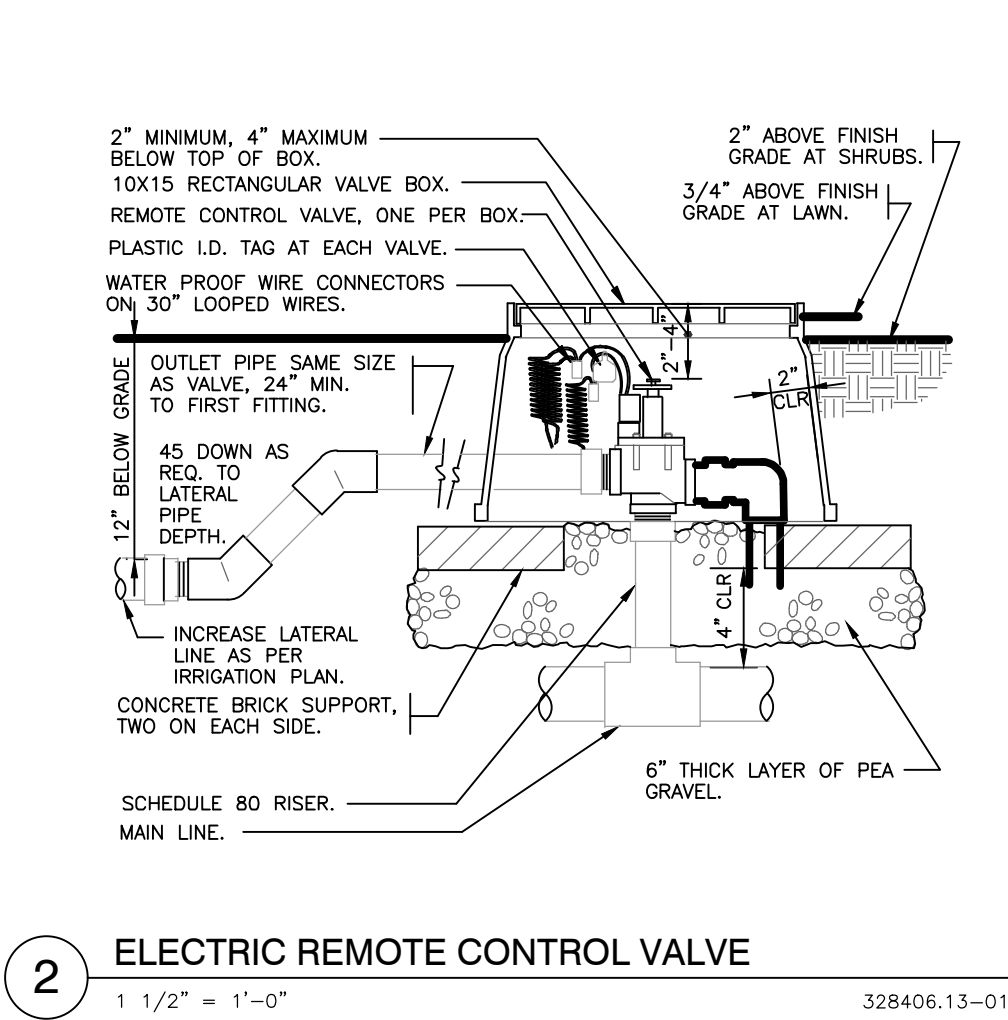 2” MINIMUM, 4” MAXIMUM
BELOW TOP OF BOX.
10X15 RECTANGULAR VALVE BOX.
REMOTE CONTROL VALVE, ONE PER BOX.
PLASTIC I.D. TAG AT EACH VALVE.
WATER PROOF WIRE CONNECTORS
ON 30” LOOPED WIRES.
2” ABOVE FINISH
GRADE AT SHRUBS.
3/4” ABOVE FINISH
GRADE AT LAWN.
2”-4”
2”
CLR
OUTLET PIPE SAME SIZE
AS VALVE, 24” MIN.
TO FIRST FITTING.
12” BELOW GRADE
45 DOWN AS
REQ. TO
LATERAL
PIPE
DEPTH.
4” CLR
INCREASE LATERAL
LINE AS PER
IRRIGATION PLAN.
CONCRETE BRICK SUPPORT,
TWO ON EACH SIDE.
6” THICK LAYER OF PEA
GRAVEL.
SCHEDULE 80 RISER.
MAIN LINE.
2
ELECTRIC REMOTE CONTROL VALVE
1 1/2” = 1’-0”
328406.13-01